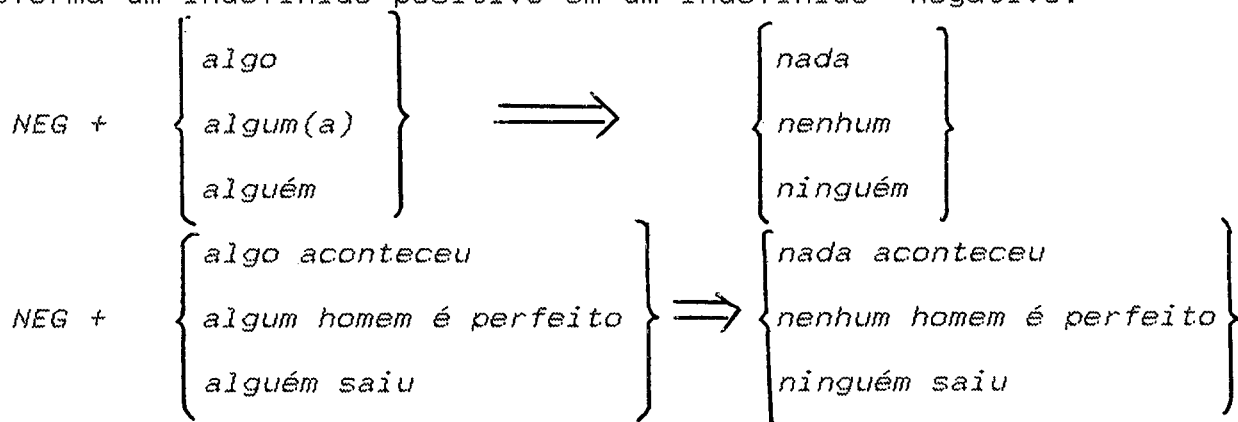 nada
algo
NEG + algum(a) nenhum
alguém ninguém
algo aconteceu nada aconteceu
NEG + algum homem é perfeito nenhum homem é perfeito
alguém saiu ninguém saiu